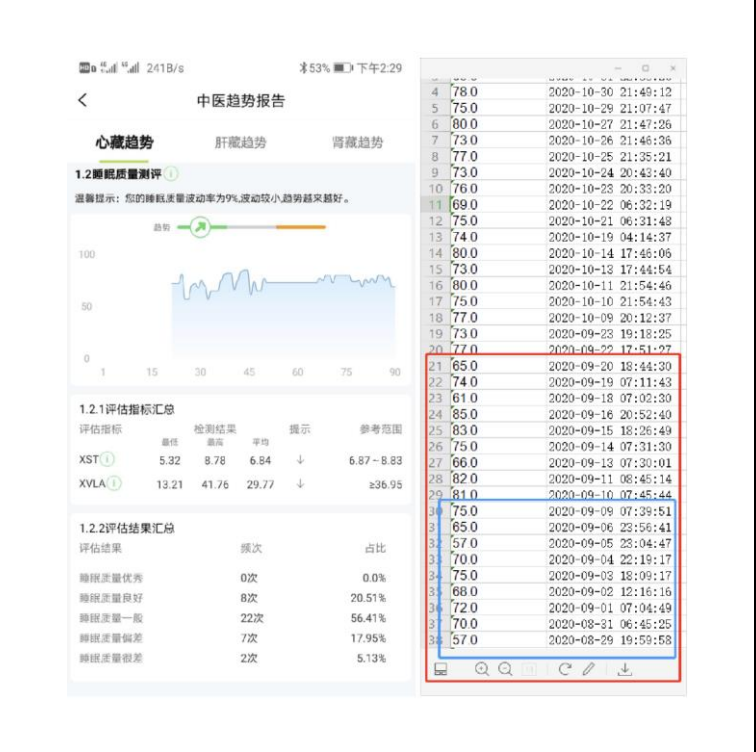 241B/s
53%
下午2:29
中医趋势报告
心藏趋势 肝藏趋势 肾藏趋势
1.2睡眠质量测评
温馨提示：您的睡眠质量波动率为9%,波动较小,趋势越来越好。
趋势
100
50
0
1 15 30 45 60 75 90
1.2.1评估指标汇总
评估指标 检测结果 提示 参考范围
最低 最高 平均
XST 5.32 8.78 6.84 ↓ 6.87~8.83
XVLA 13.21 41.76 29.77 ↓ ≥36.95
1.2.2评估结果汇总
评估结果 频次 占比
睡眠质量优秀 0次 0.0%
睡眠质量良好 8次 20.51%
睡眠质量一般 22次 56.41%
睡眠质量偏差 7次 17.95%
睡眠质量很差 2次 5.13%
4 78.0 2020-10-30 21:49:12
5 75.0 2020-10-29 21:07:47
6 80.0 2020-10-27 21:47:26
7 73.0 2020-10-26 21:46:36
8 77.0 2020-10-25 21:35:21
9 73.0 2020-10-24 20:43:40
10 76.0 2020-10-23 20:33:20
11 69.0 2020-10-22 06:32:19
12 75.0 2020-10-21 06:31:48
13 74.0 2020-10-19 04:14:37
14 80.0 2020-10-14 17:46:06
15 73.0 2020-10-13 17:44:54
16 80.0 2020-10-11 21:54:46
17 75.0 2020-10-10 21:54:43
18 77.0 2020-10-09 20:12:37
19 73.0 2020-09-23 19:18:25
20 77.0 2020-09-22 17:51:27
21 65.0 2020-09-20 18:44:30
22 74.0 2020-09-19 07:11:43
23 61.0 2020-09-18 07:02:30
24 85.0 2020-09-16 20:52:40
25 83.0 2020-09-15 18:26:49
26 75.0 2020-09-14 07:31:30
27 66.0 2020-09-13 07:30:01
28 82.0 2020-09-11 08:45:14
29 81.0 2020-09-10 07:45:44
30 75.0 2020-09-09 07:39:51
31 65.0 2020-09-06 23:56:41
32 57.0 2020-09-05 23:04:47
33 70.0 2020-09-04 22:19:17
34 75.0 2020-09-03 18:09:17
35 68.0 2020-09-02 12:16:16
36 72.0 2020-09-01 07:04:49
37 70.0 2020-08-31 06:45:25
38 57.0 2020-08-29 19:59:58